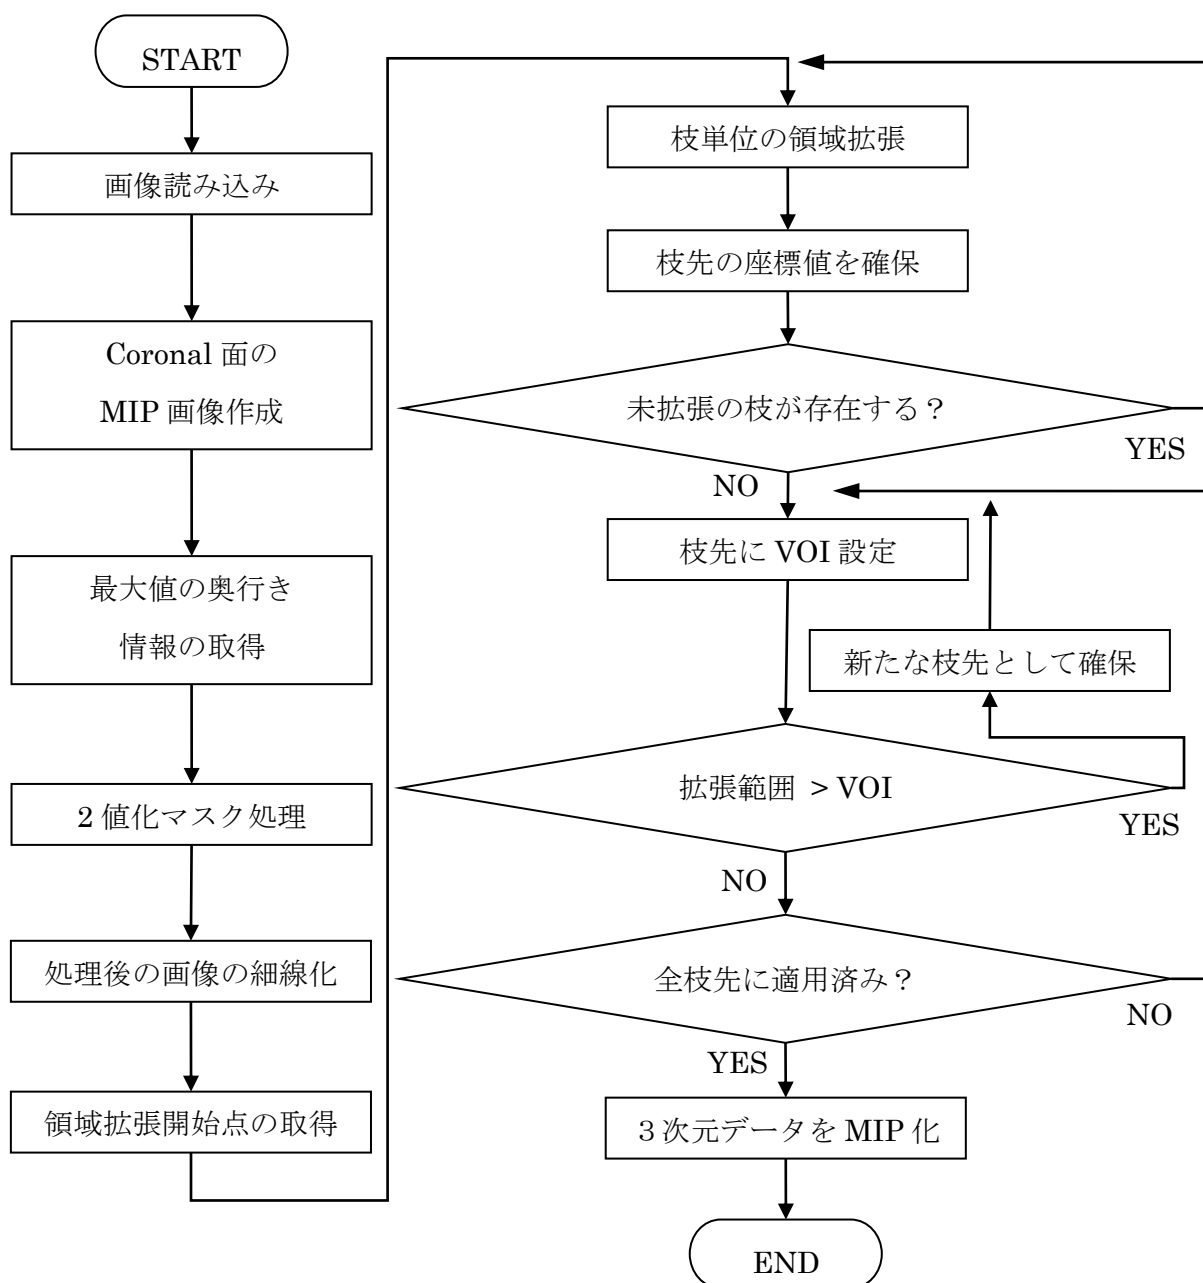 START
画像読み込み
Coronal 面の
MIP 画像作成
最大値の奥行き
情報の取得
2 値化マスク処理
処理後の画像の細線化
領域拡張開始点の取得
枝単位の領域拡張
枝先の座標値を確保
未拡張の枝が存在する?
YES
NO
枝先に VOI 設定
新たな枝先として確保
拡張範囲 > VOI
YES
NO
全枝先に適用済み?
NO
YES
３次元データを MIP 化
END